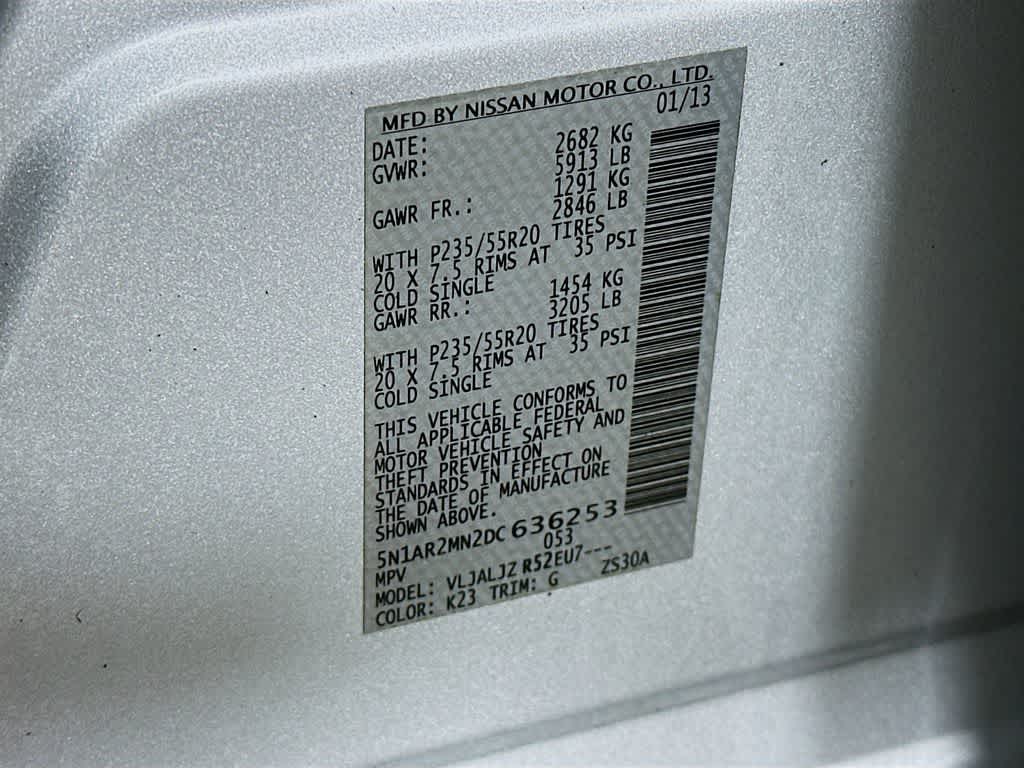 MFD BY NISSAN MOTOR CO., LTD.
DATE: 01/13
GVWR: 2682 KG
5913 LB
GAWR FR.: 1291 KG
2846 LB
WITH P235/55R20 TIRES
20 X 7.5 RIMS AT 35 PSI
COLD SINGLE
GAWR RR.: 1454 KG
3205 LB
WITH P235/55R20 TIRES
20 X 7.5 RIMS AT 35 PSI
COLD SINGLE
THIS VEHICLE CONFORMS TO
ALL APPLICABLE FEDERAL
MOTOR VEHICLE SAFETY AND
THEFT PREVENTION
STANDARDS IN EFFECT ON
THE DATE OF MANUFACTURE
SHOWN ABOVE.
5N1AR2MN2DC636253
MPV 053
MODEL: VLJALJZ R52EU7---
COLOR: K23 TRIM: G ZS30A